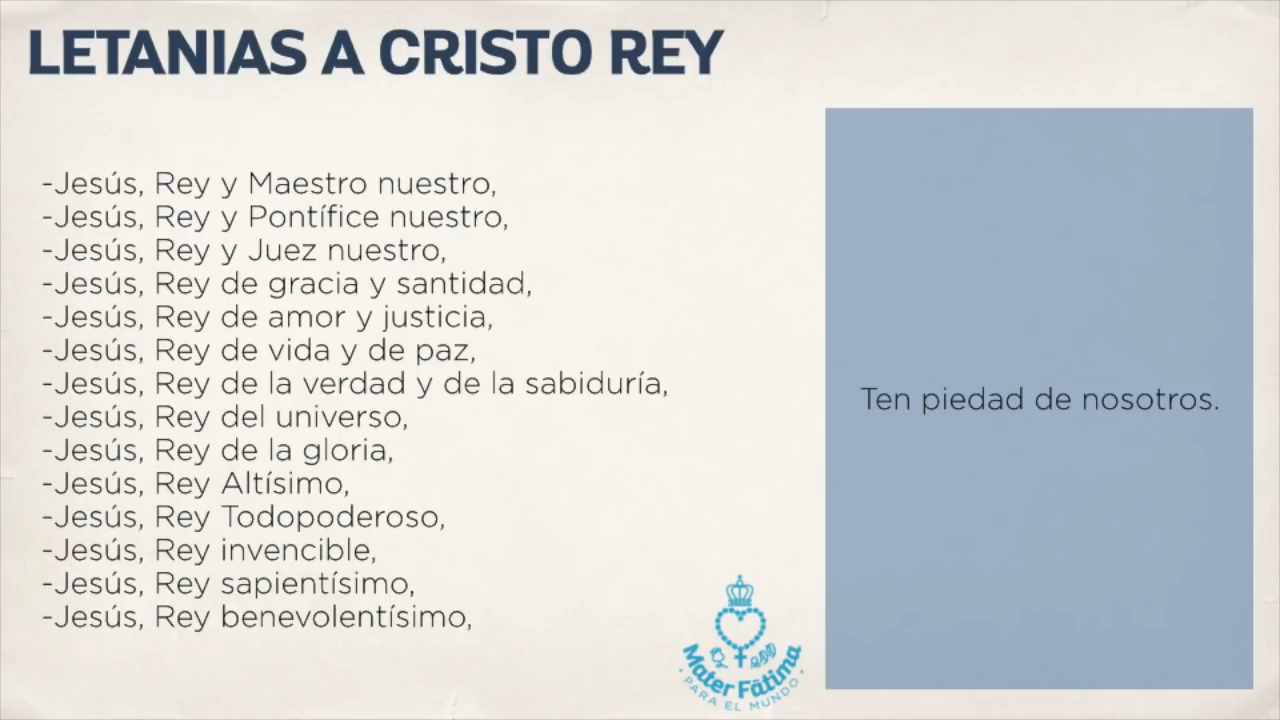 LETANIAS A CRISTO REY
-Jesús, Rey y Maestro nuestro,
-Jesús, Rey y Pontífice nuestro,
-Jesús, Rey y Juez nuestro,
-Jesús, Rey de gracia y santidad,
-Jesús, Rey de amor y justicia,
-Jesús, Rey de vida y de paz,
-Jesús, Rey de la verdad y de la sabiduría,
-Jesús, Rey del universo,
-Jesús, Rey de la gloria,
-Jesús, Rey Altísimo,
-Jesús, Rey Todopoderoso,
-Jesús, Rey invencible,
-Jesús, Rey sapientísimo,
-Jesús, Rey benevolentísimo,
Ten piedad de nosotros.
Mater Fátima
· PARA EL MUNDO ·